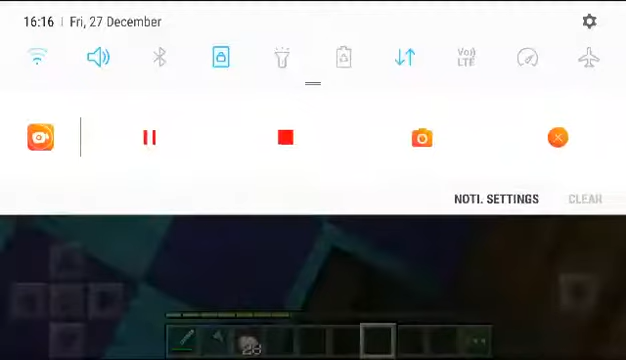 16:16 | Fri, 27 December
Vo))
LTE
NOTI. SETTINGS CLEAR
28